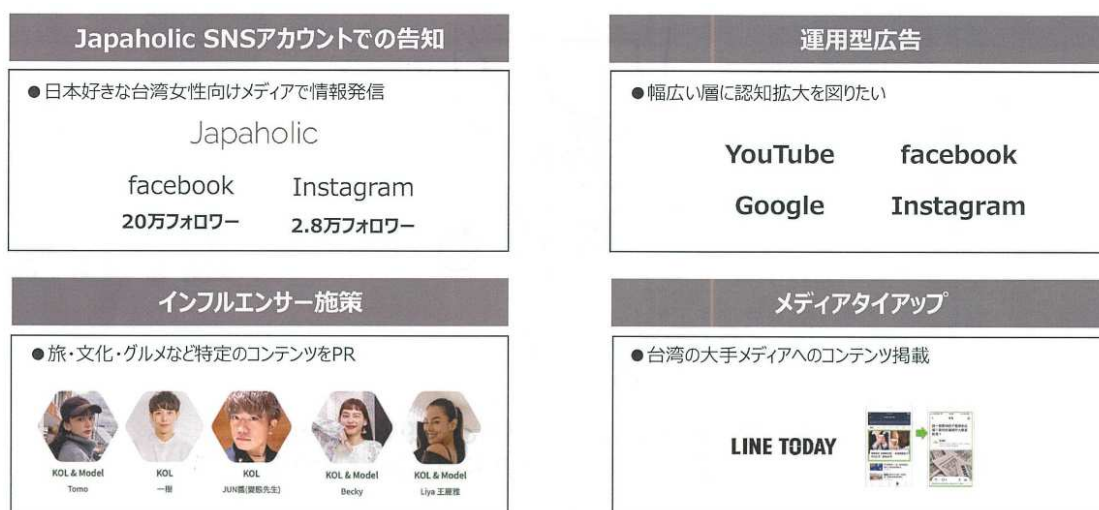 Japaholic SNSアカウントでの告知
●日本好きな台湾女性向けメディアで情報発信
Japaholic
facebook Instagram
20万フォロワー 2.8万フォロワー
運用型広告
●幅広い層に認知拡大を図りたい
YouTube facebook
Google Instagram
インフルエンサー施策
●旅・文化・グルメなど特定のコンテンツをPR
KOL & Model KOL KOL KOL & Model KOL & Model
Tomo 一樹 JUN醬(變態先生) Becky Liya 王麗雅
メディアタイアップ
●台湾の大手メディアへのコンテンツ掲載
LINE TODAY